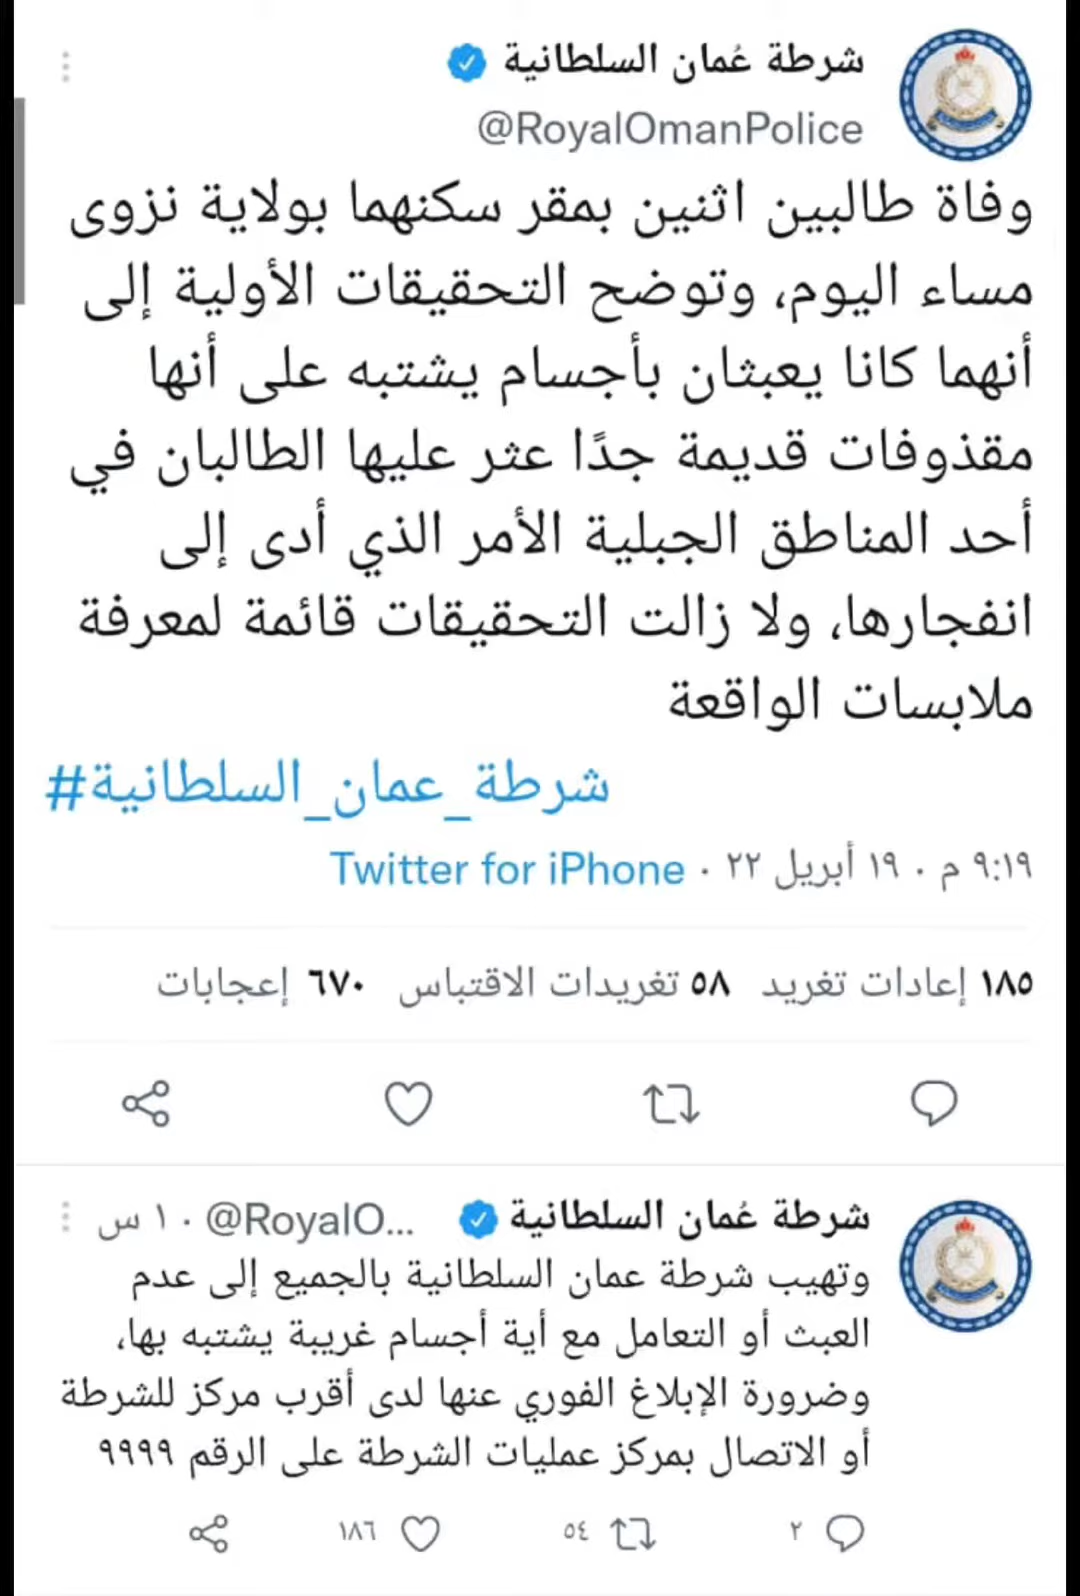 شرطة عُمان السلطانية
@RoyalOmanPolice
وفاة طالبين اثنين بمقر سكنهما بولاية نزوى
مساء اليوم، وتوضح التحقيقات الأولية إلى
أنهما كانا يعبثان بأجسام يشتبه على أنها
مقذوفات قديمة جدًا عثر عليها الطالبان في
أحد المناطق الجبلية الأمر الذي أدى إلى
انفجارها، ولا زالت التحقيقات قائمة لمعرفة
ملابسات الواقعة
#شرطة_عمان_السلطانية
٩:١٩ م · ١٩ أبريل ٢٢ · Twitter for iPhone
١٨٥ إعادات تغريد ٥٨ تغريدات الاقتباس ٦٧٠ إعجابات
شرطة عُمان السلطانية @RoyalO... · ١٠ س
وتهيب شرطة عمان السلطانية بالجميع إلى عدم
العبث أو التعامل مع أية أجسام غريبة يشتبه بها،
وضرورة الإبلاغ الفوري عنها لدى أقرب مركز للشرطة
أو الاتصال بمركز عمليات الشرطة على الرقم ٩٩٩٩
٢ ٥٤ ١٨٦